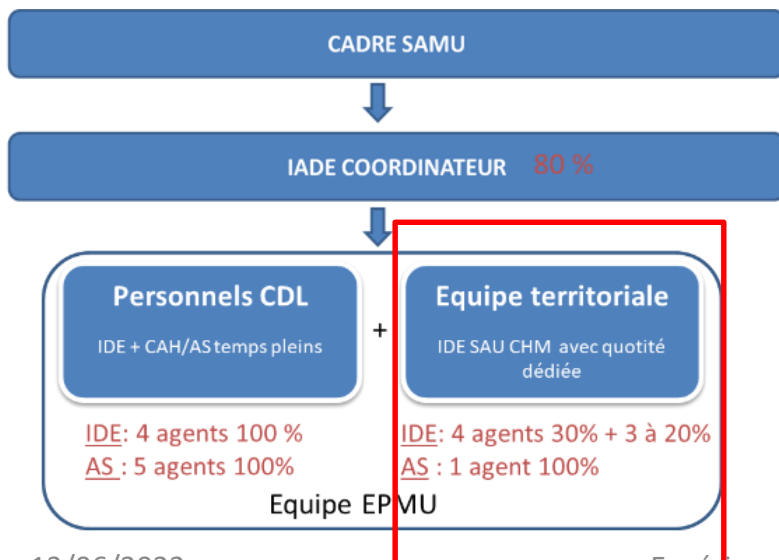 CADRE SAMU
IADE COORDINATEUR 80 %
Personnels CDL
IDE + CAH/AS temps pleins
+
Equipe territoriale
IDE SAU CHM avec quotité
dédiée
IDE: 4 agents 100 %
AS : 5 agents 100%
IDE: 4 agents 30% + 3 à 20%
AS : 1 agent 100%
Equipe EPMU